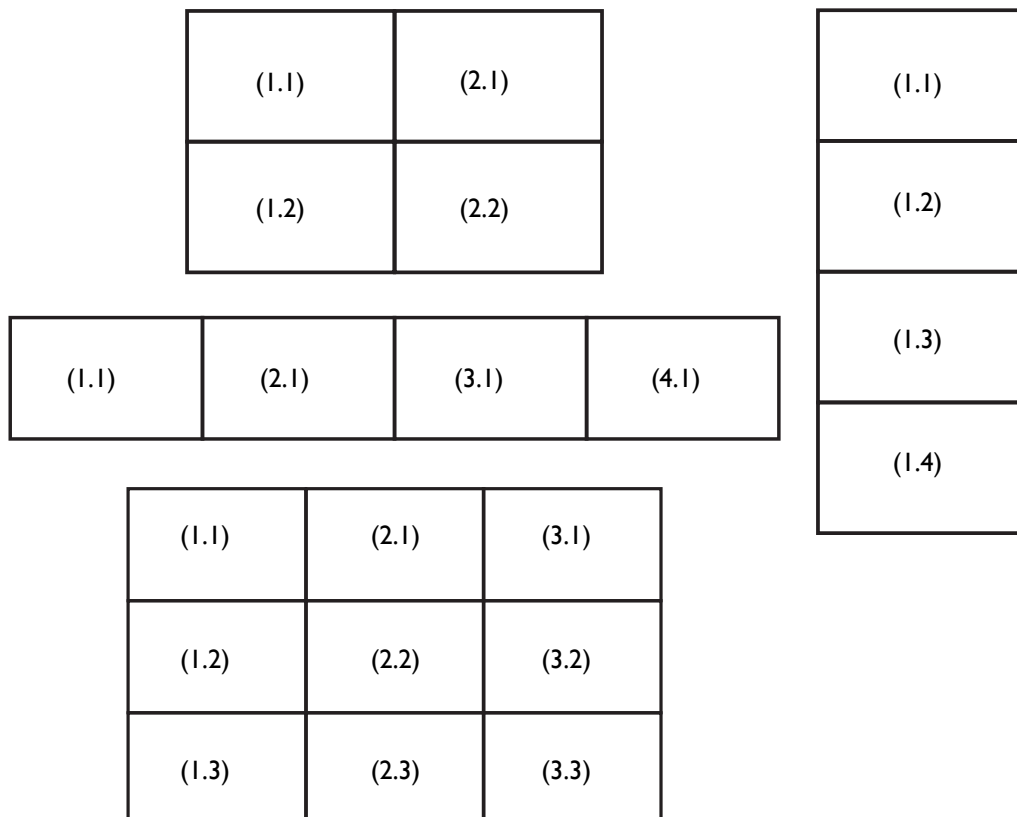 (1.1) (2.1)
(1.2) (2.2)
(1.1)
(1.2)
(1.3)
(1.4)
(1.1) (2.1) (3.1) (4.1)
(1.1) (2.1) (3.1)
(1.2) (2.2) (3.2)
(1.3) (2.3) (3.3)